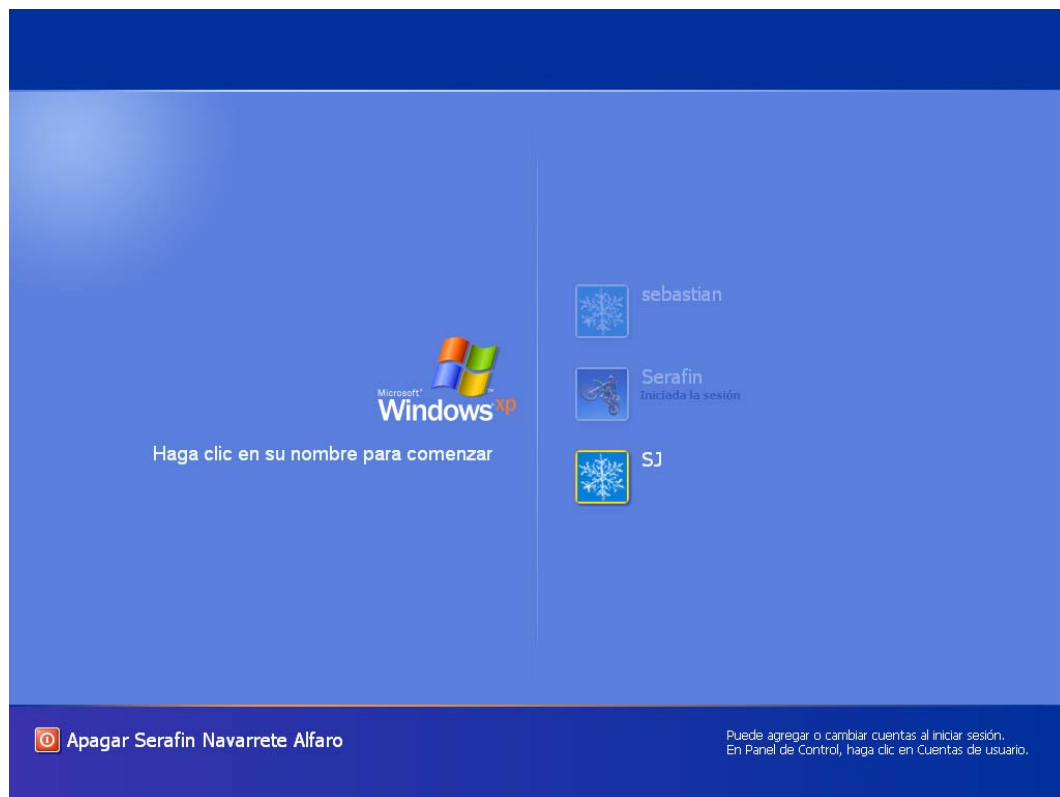 sebastian
Serafin
Iniciada la sesión
SJ
Microsoft®
Windows xp
Haga clic en su nombre para comenzar
Apagar Serafin Navarrete Alfaro
Puede agregar o cambiar cuentas al iniciar sesión.
En Panel de Control, haga clic en Cuentas de usuario.